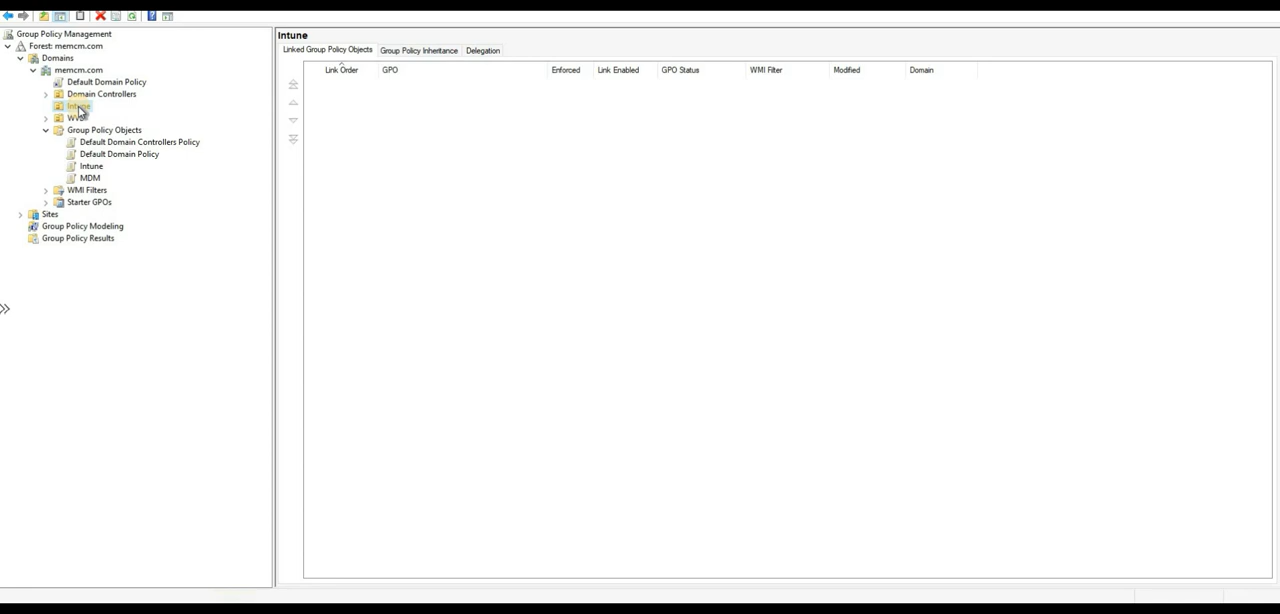 Group Policy Management
Forest: memcm.com
Domains
memcm.com
Default Domain Policy
Domain Controllers
Intune
Group Policy Objects
Default Domain Controllers Policy
Default Domain Policy
Intune
MDM
WMI Filters
Starter GPOs
Sites
Group Policy Modeling
Group Policy Results
Intune
Linked Group Policy Objects Group Policy Inheritance Delegation
Link Order GPO Enforced Link Enabled GPO Status WMI Filter Modified Domain